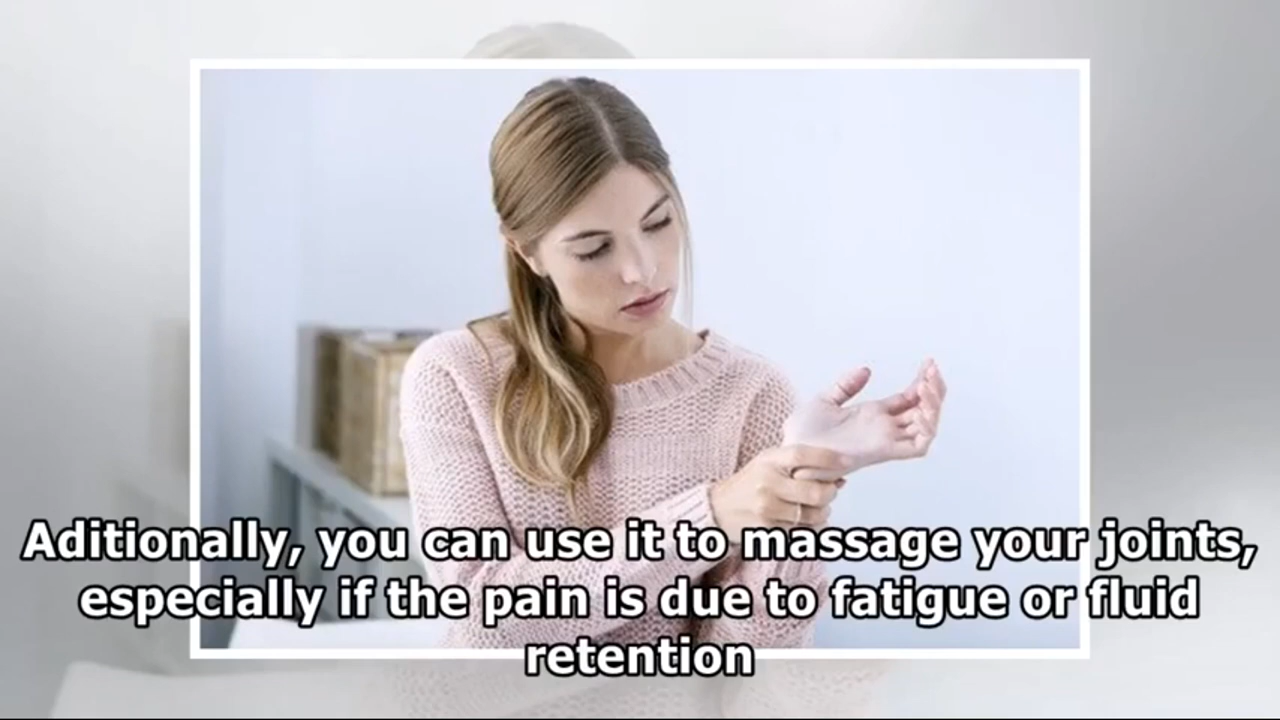 Aditionally, you can use it to massage your joints,
especially if the pain is due to fatigue or fluid
retention